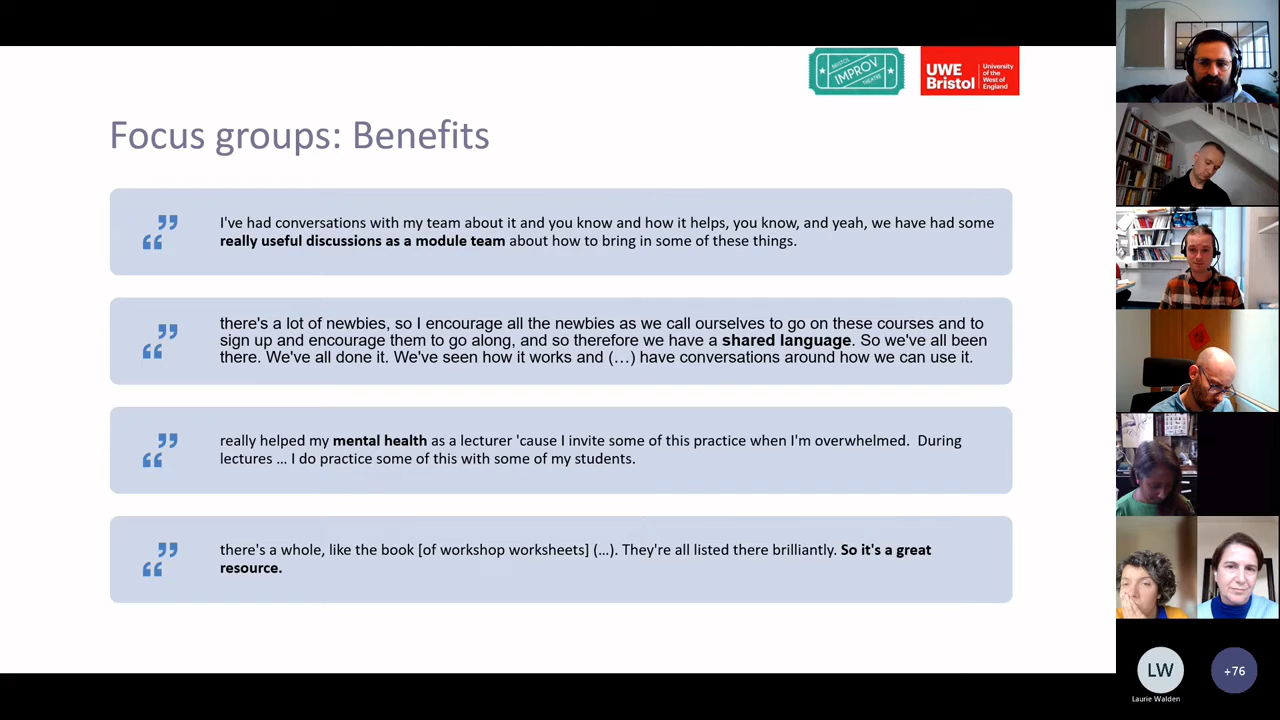 BRISTOL
IMPROV
THEATRE
UWE
Bristol
University
of the
West of
England
Focus groups: Benefits
I've had conversations with my team about it and you know and how it helps, you know, and yeah, we have had some
really useful discussions as a module team about how to bring in some of these things.
there's a lot of newbies, so I encourage all the newbies as we call ourselves to go on these courses and to
sign up and encourage them to go along, and so therefore we have a shared language. So we've all been
there. We've all done it. We've seen how it works and (…) have conversations around how we can use it.
really helped my mental health as a lecturer 'cause I invite some of this practice when I'm overwhelmed. During
lectures … I do practice some of this with some of my students.
there's a whole, like the book [of workshop worksheets] (…). They're all listed there brilliantly. So it's a great
resource.
LW
+76
Laurie Walden